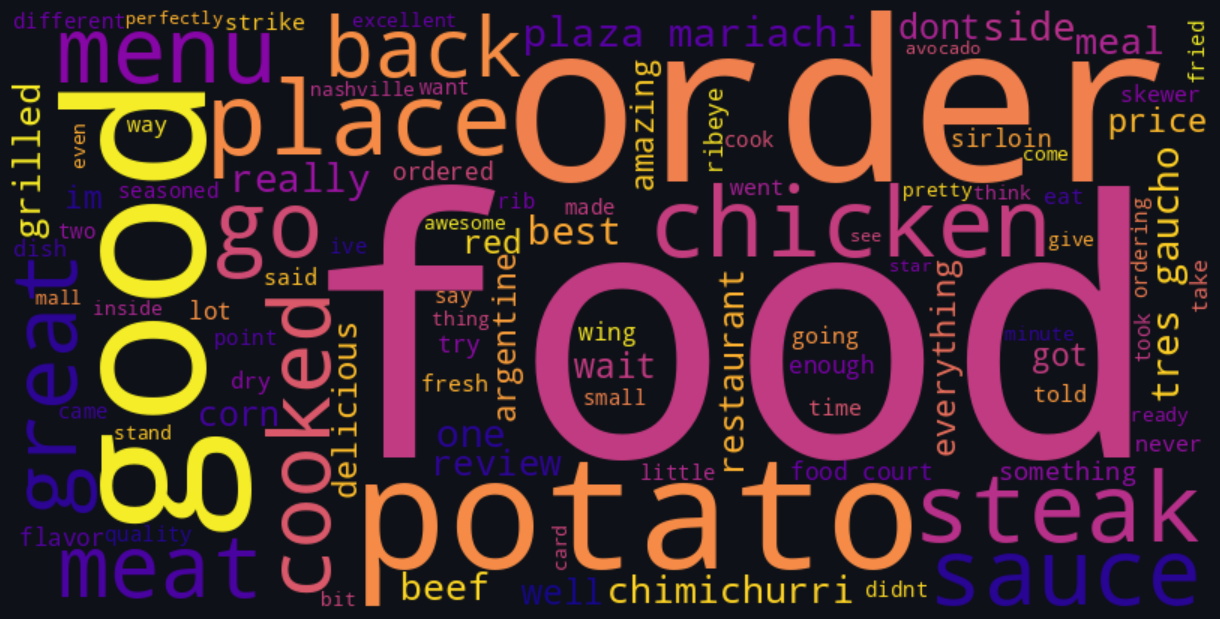 different
perfectly
strike
excellent
back
plaza mariachi
order
dont
side
meal
avocado
fried
menu
nashville
want
place
amazing
ribeye
cook
sirloin
come
skewer
price
grilled
even
way
good
im
seasoned
really
ordered
rib
made
went
pretty
think
eat
two
go
awesome
red
best
chicken
see
give
dish
ive
said
star
great
mall
inside
lot
cooked
delicious
food
say
thing
argentine
try
fresh
wing
wait
small
restaurant
going
enough
time
everything
minute
got
told
took
ordering
tres gaucho
take
point
dry
corn
came
stand
one
review
little
food court
something
ready
never
flavor
quality
meat
potato
steak
sauce
card
bit
beef
well
chimichurri
didnt